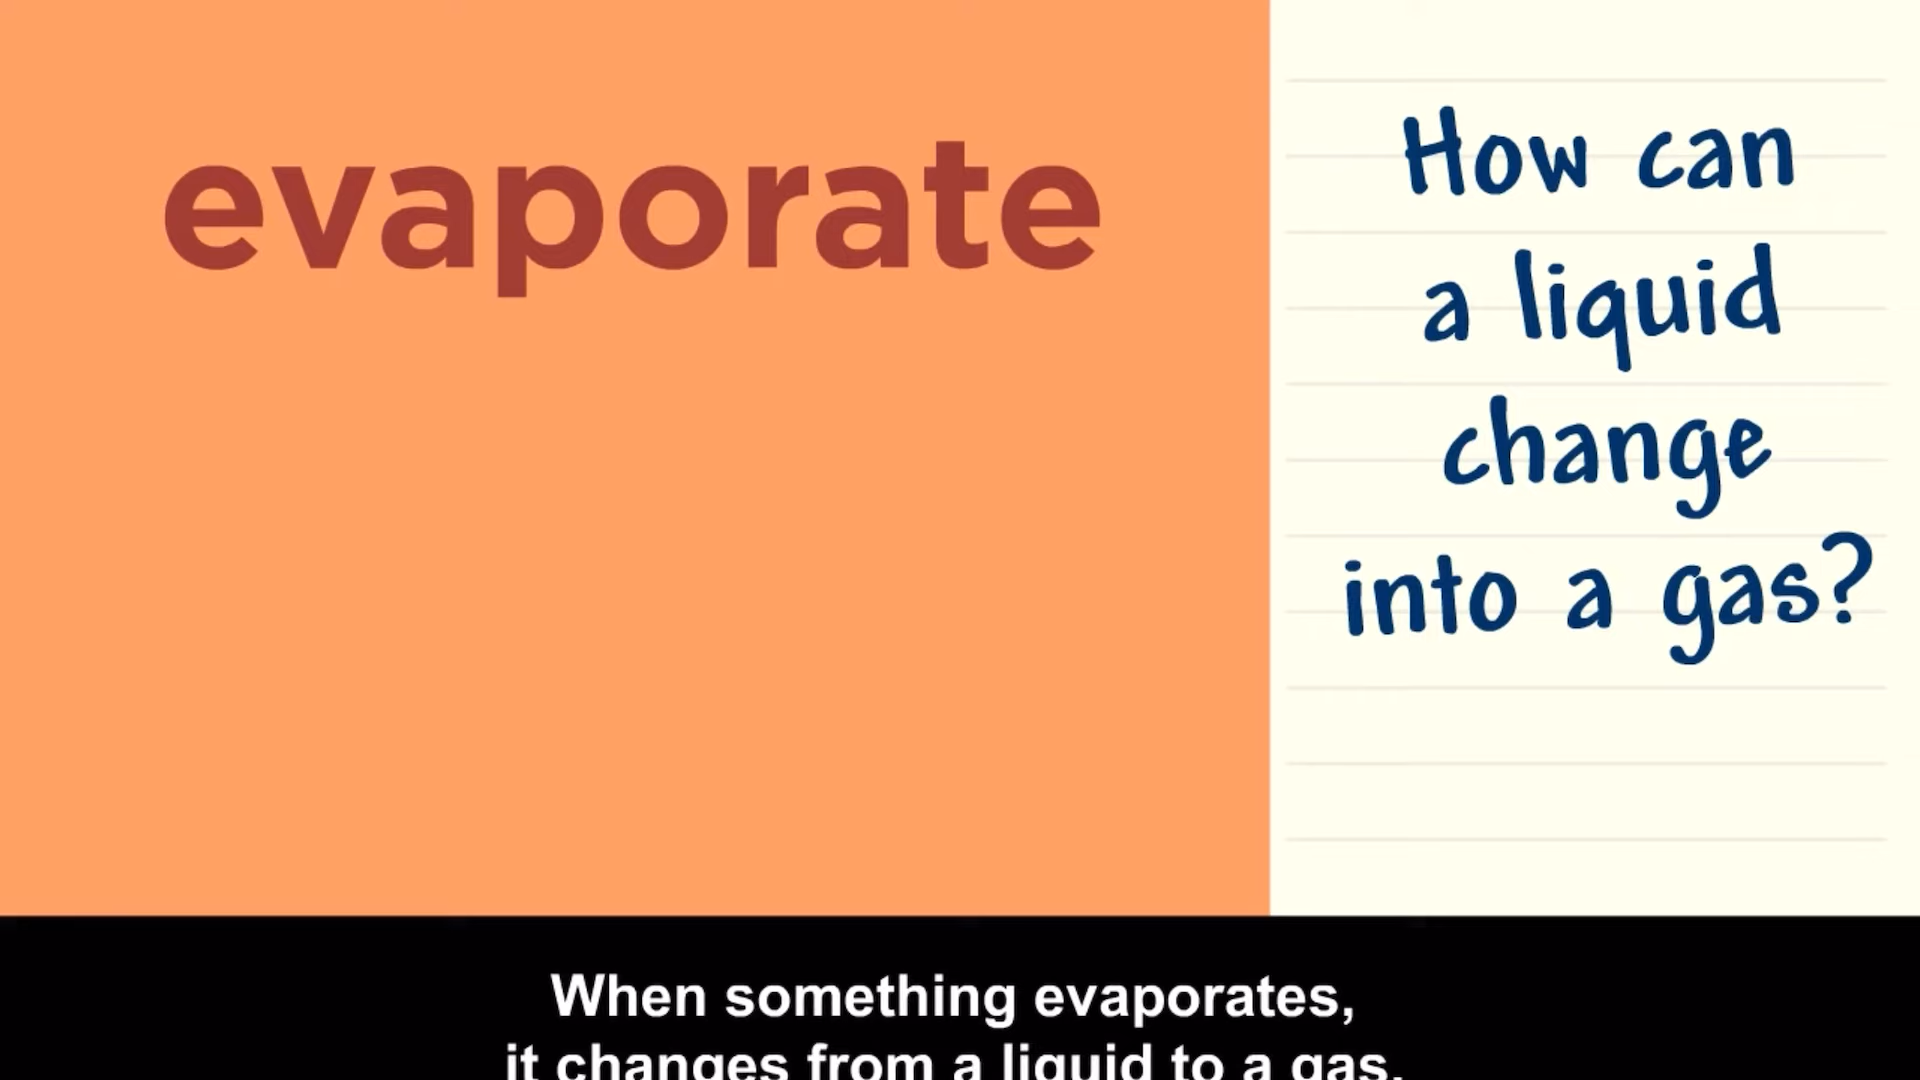 evaporate
How can
a liquid
change
into a gas?
When something evaporates,
it changes from a liquid to a gas.